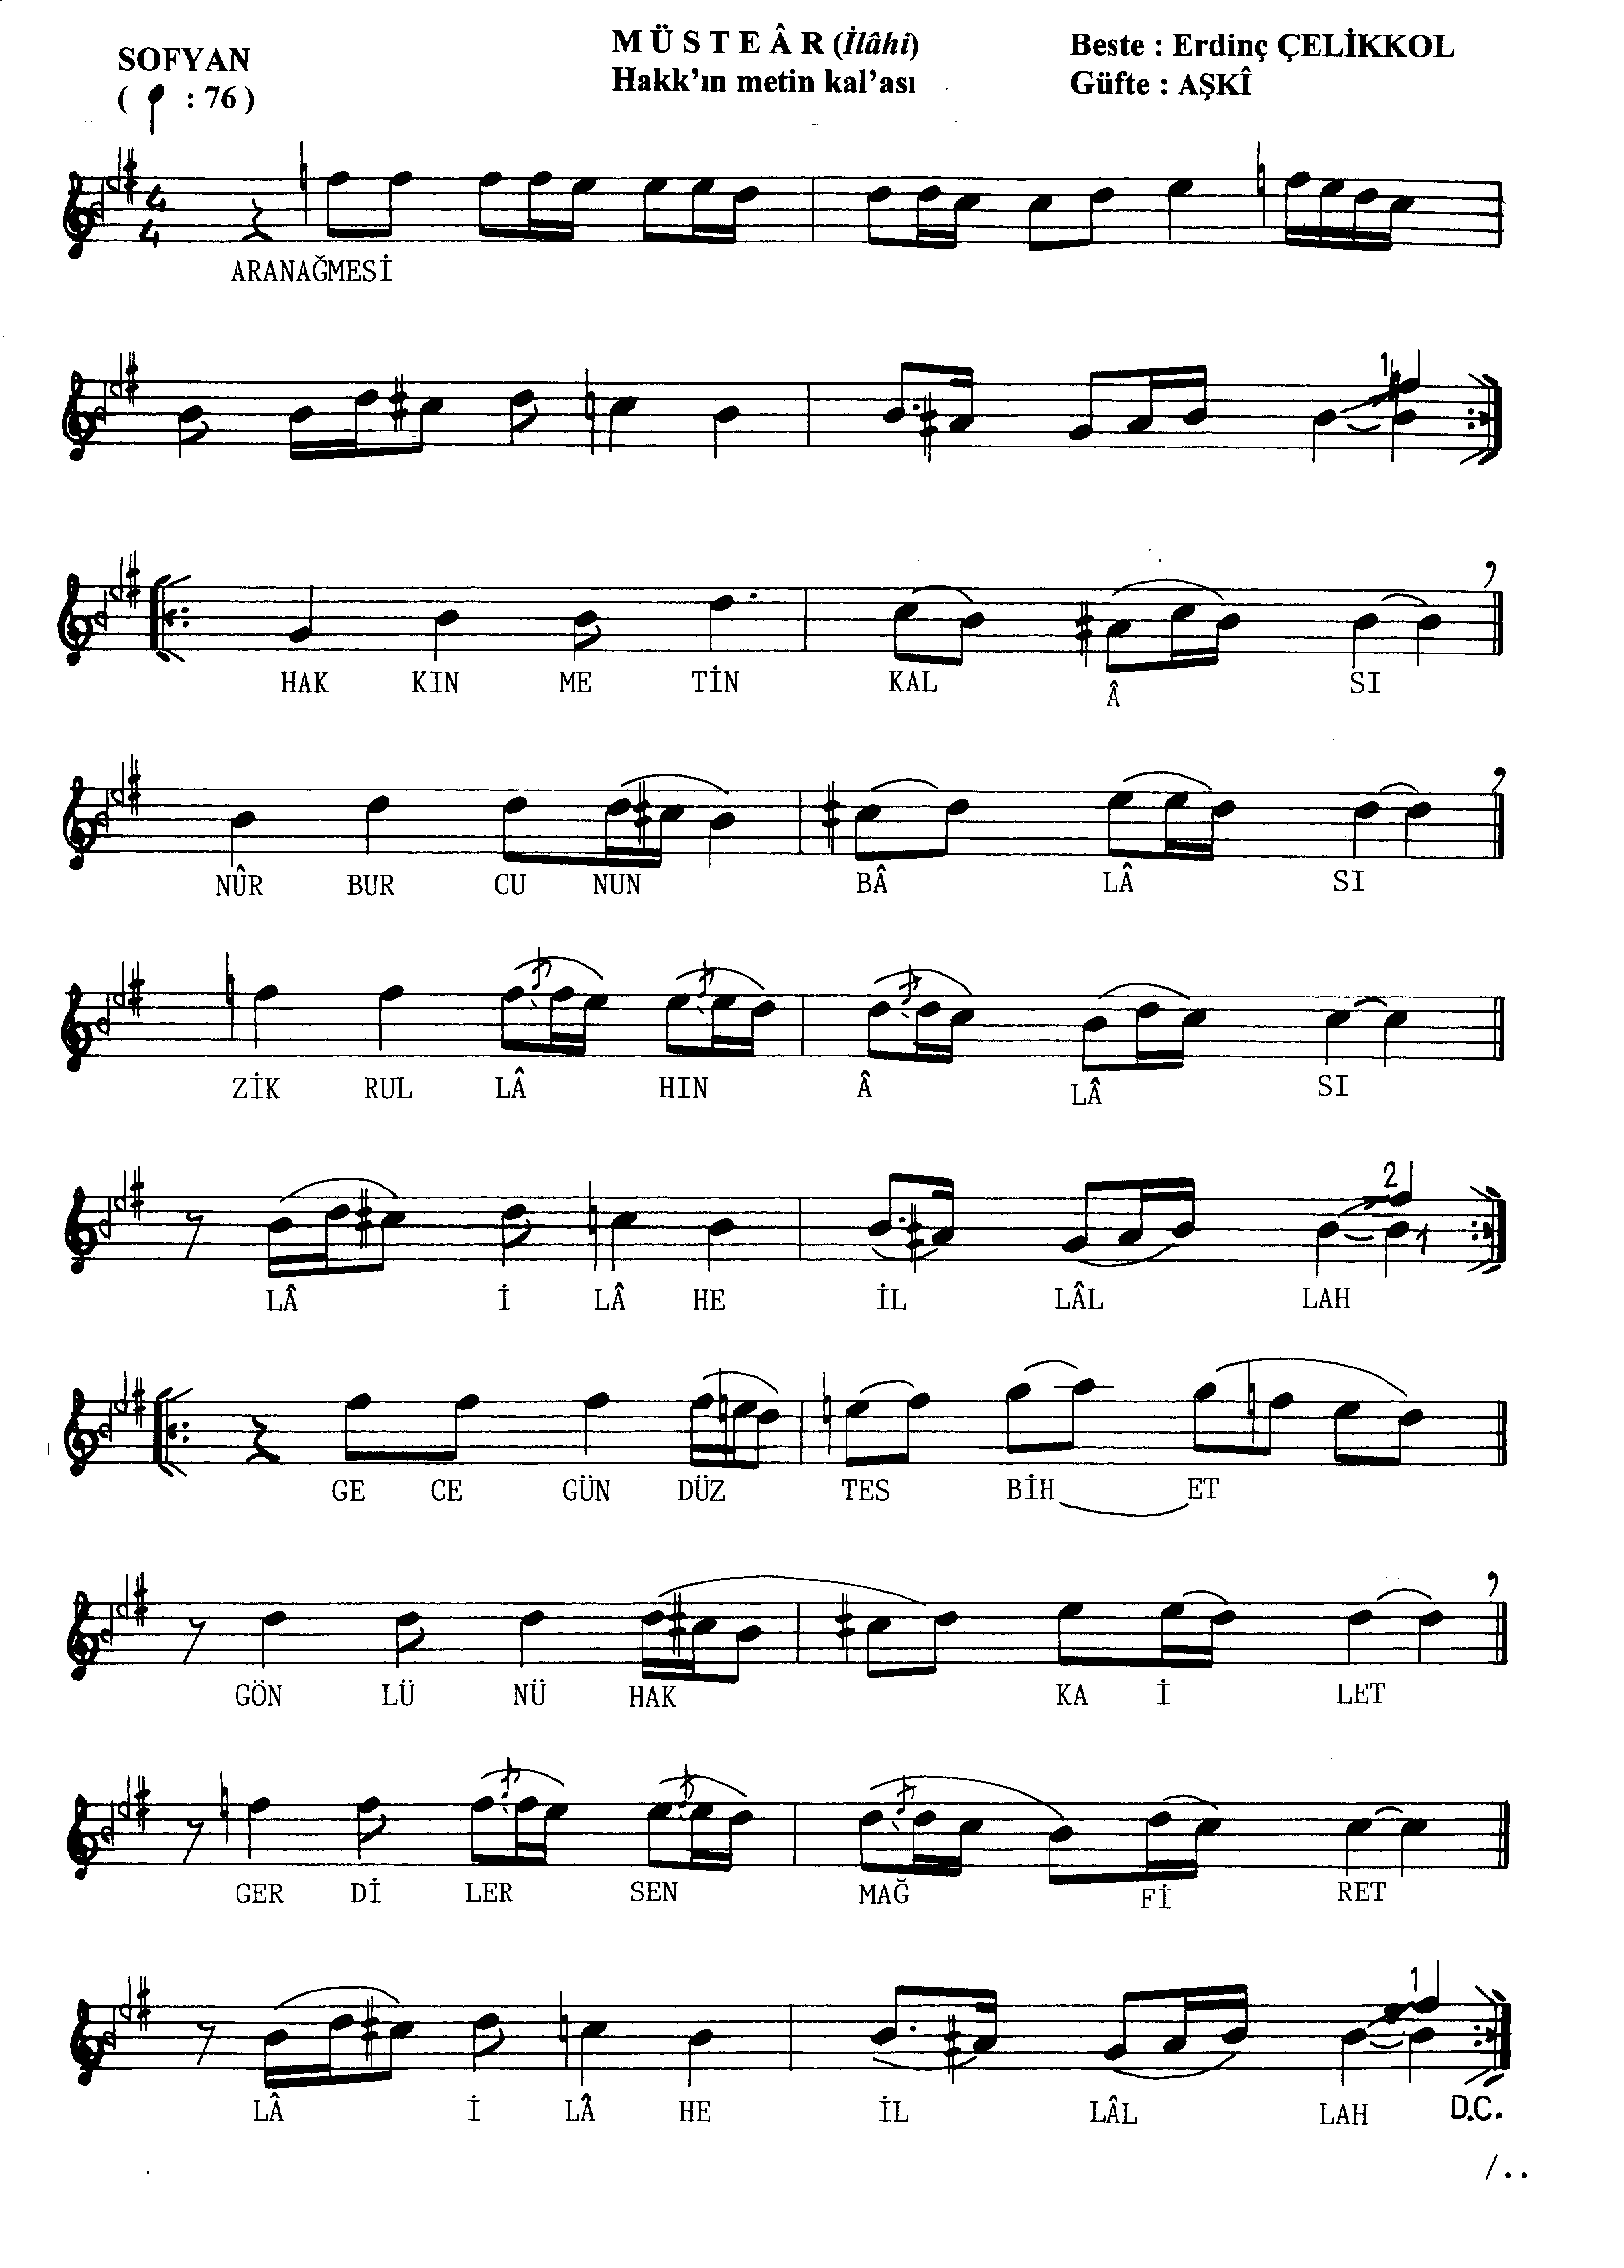 SOFYAN
( : 76 )
M Ü S T E Â R (İlâhi)
Hakk'ın metin kal'ası
Beste : Erdinç ÇELİKKOL
Güfte : AŞKÎ
4
4
ARANAĞMESİ
1
HAK KIN ME TİN KAL Â SI
NÛR BUR CU NUN BÂ LÂ SI
ZİK RUL LÂ HIN Â LÂ SI
2
1
LÂ İ LÂ HE İL LÂL LAH
GE CE GÜN DÜZ TES BİH ET
GÖN LÜ NÜ HAK KA İ LET
GER Dİ LER SEN MAĞ Fİ RET
1
LÂ İ LÂ HE İL LÂL LAH D.C.
/..